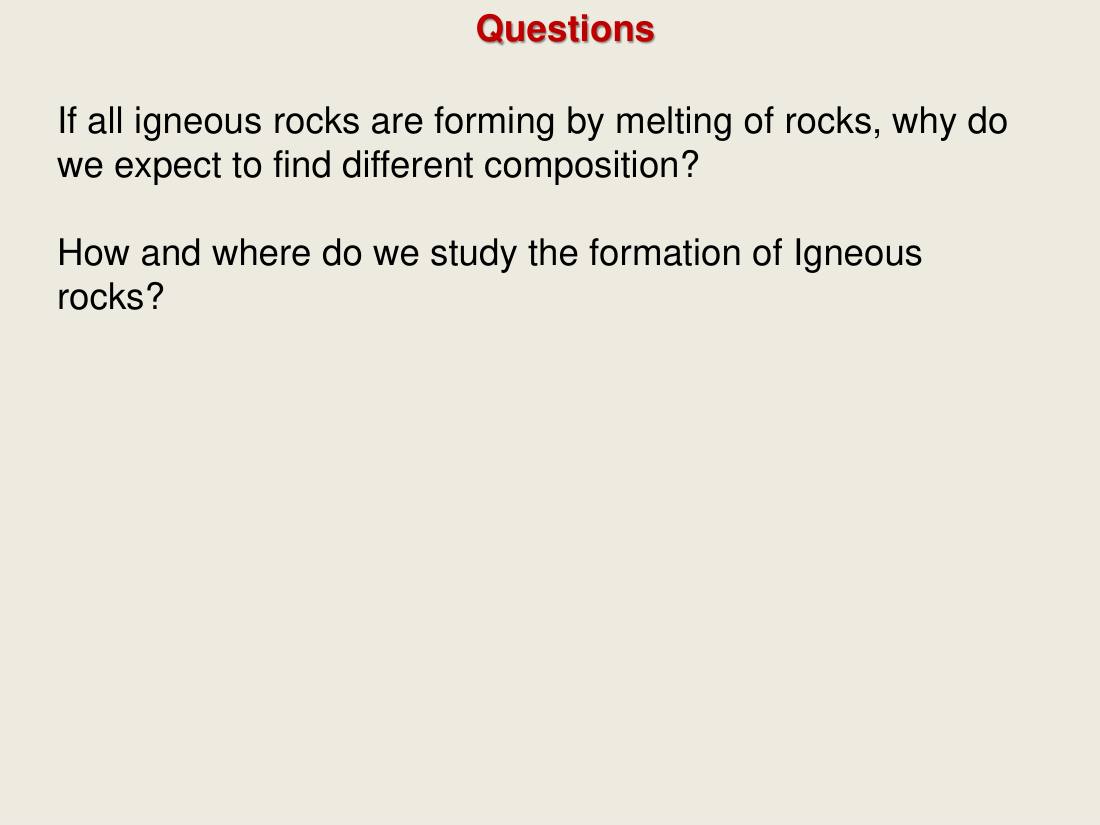 Questions
If all igneous rocks are forming by melting of rocks, why do
we expect to find different composition?
How and where do we study the formation of Igneous
rocks?